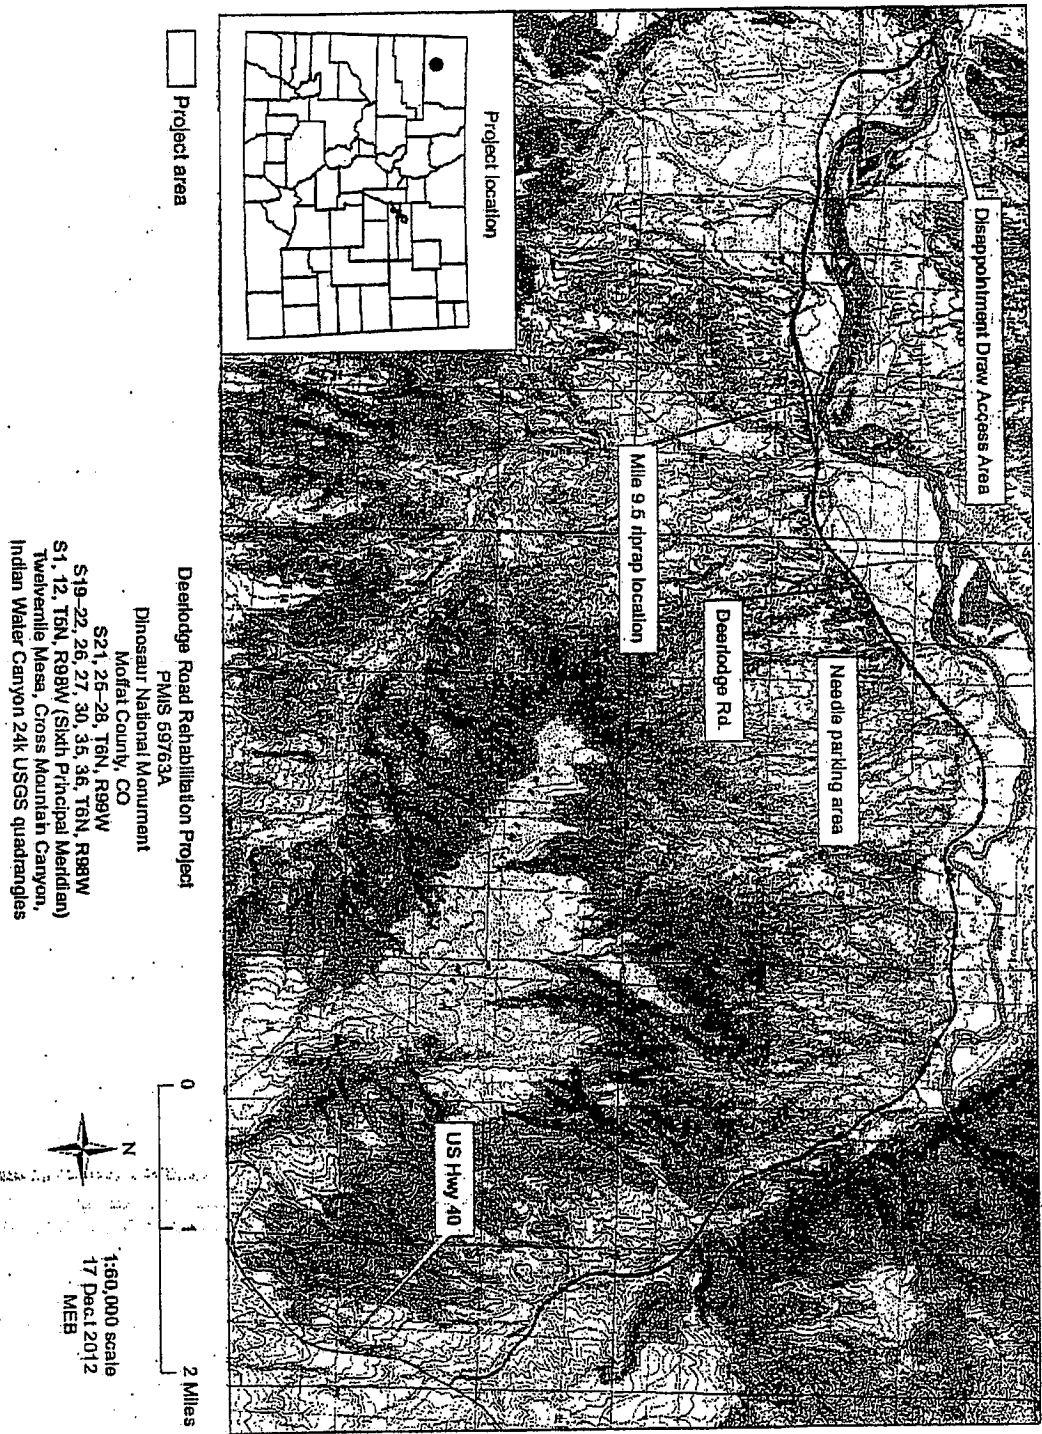 Disappointment Draw Access Area
Needle parking area
Deerlodge Rd.
Mile 9.5 riprap location
US Hwy 40
Project location
Project area
Deerlodge Road Rehabilitation Project
PMIS 59763A
Dinosaur National Monument
Moffat County, CO
S21, 25-28, T6N, R99W
S19-22, 26, 27, 30, 35, 36, T6N, R98W
S1, 12, T5N, R98W (Sixth Principal Meridian)
Twelvemile Mesa, Cross Mountain Canyon,
Indian Water Canyon 24k USGS quadrangles
0 1 2 Miles
N
1:60,000 scale
17 Dec.t 2012
MEB